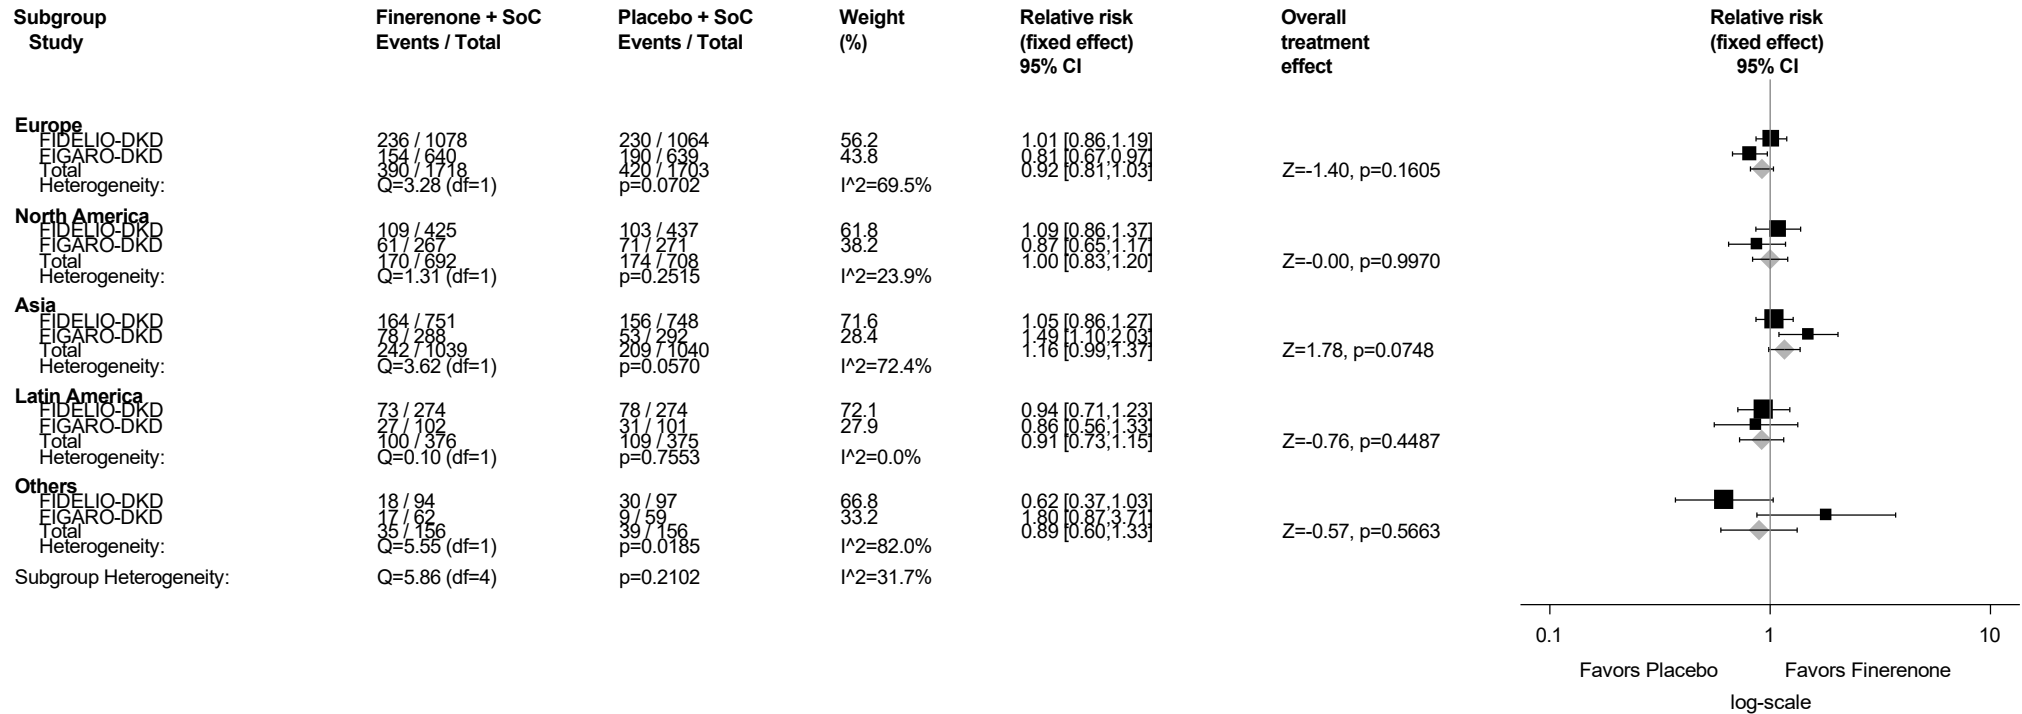 Subgroup Finerenone + SoC Placebo + SoC Weight Relative risk Overall Relative risk
Study Events / Total Events / Total (%) (fixed effect) treatment (fixed effect)
95% CI effect 95% CI
Europe
FIDELIO-DKD 236 / 1078 230 / 1064 56.2 1.01 [0.86,1.19]
FIGARO-DKD 154 / 640 190 / 639 43.8 0.81 [0.67,0.97]
Total 390 / 1718 420 / 1703 0.92 [0.81,1.03] Z=-1.40, p=0.1605
Heterogeneity: Q=3.28 (df=1) p=0.0702 I^2=69.5%
North America
FIDELIO-DKD 109 / 425 103 / 437 61.8 1.09 [0.86,1.37]
FIGARO-DKD 61 / 267 71 / 271 38.2 0.87 [0.65,1.17]
Total 170 / 692 174 / 708 1.00 [0.83,1.20] Z=-0.00, p=0.9970
Heterogeneity: Q=1.31 (df=1) p=0.2515 I^2=23.9%
Asia
FIDELIO-DKD 164 / 751 156 / 748 71.6 1.05 [0.86,1.27]
FIGARO-DKD 78 / 288 53 / 292 28.4 1.49 [1.10,2.03]
Total 242 / 1039 209 / 1040 1.16 [0.99,1.37] Z=1.78, p=0.0748
Heterogeneity: Q=3.62 (df=1) p=0.0570 I^2=72.4%
Latin America
FIDELIO-DKD 73 / 274 78 / 274 72.1 0.94 [0.71,1.23]
FIGARO-DKD 27 / 102 31 / 101 27.9 0.86 [0.56,1.33]
Total 100 / 376 109 / 375 0.91 [0.73,1.15] Z=-0.76, p=0.4487
Heterogeneity: Q=0.10 (df=1) p=0.7553 I^2=0.0%
Others
FIDELIO-DKD 18 / 94 30 / 97 66.8 0.62 [0.37,1.03]
FIGARO-DKD 17 / 62 9 / 59 33.2 1.80 [0.87,3.71]
Total 35 / 156 39 / 156 0.89 [0.60,1.33] Z=-0.57, p=0.5663
Heterogeneity: Q=5.55 (df=1) p=0.0185 I^2=82.0%
Subgroup Heterogeneity: Q=5.86 (df=4) p=0.2102 I^2=31.7%
0.1 1 10
Favors Placebo Favors Finerenone
log-scale